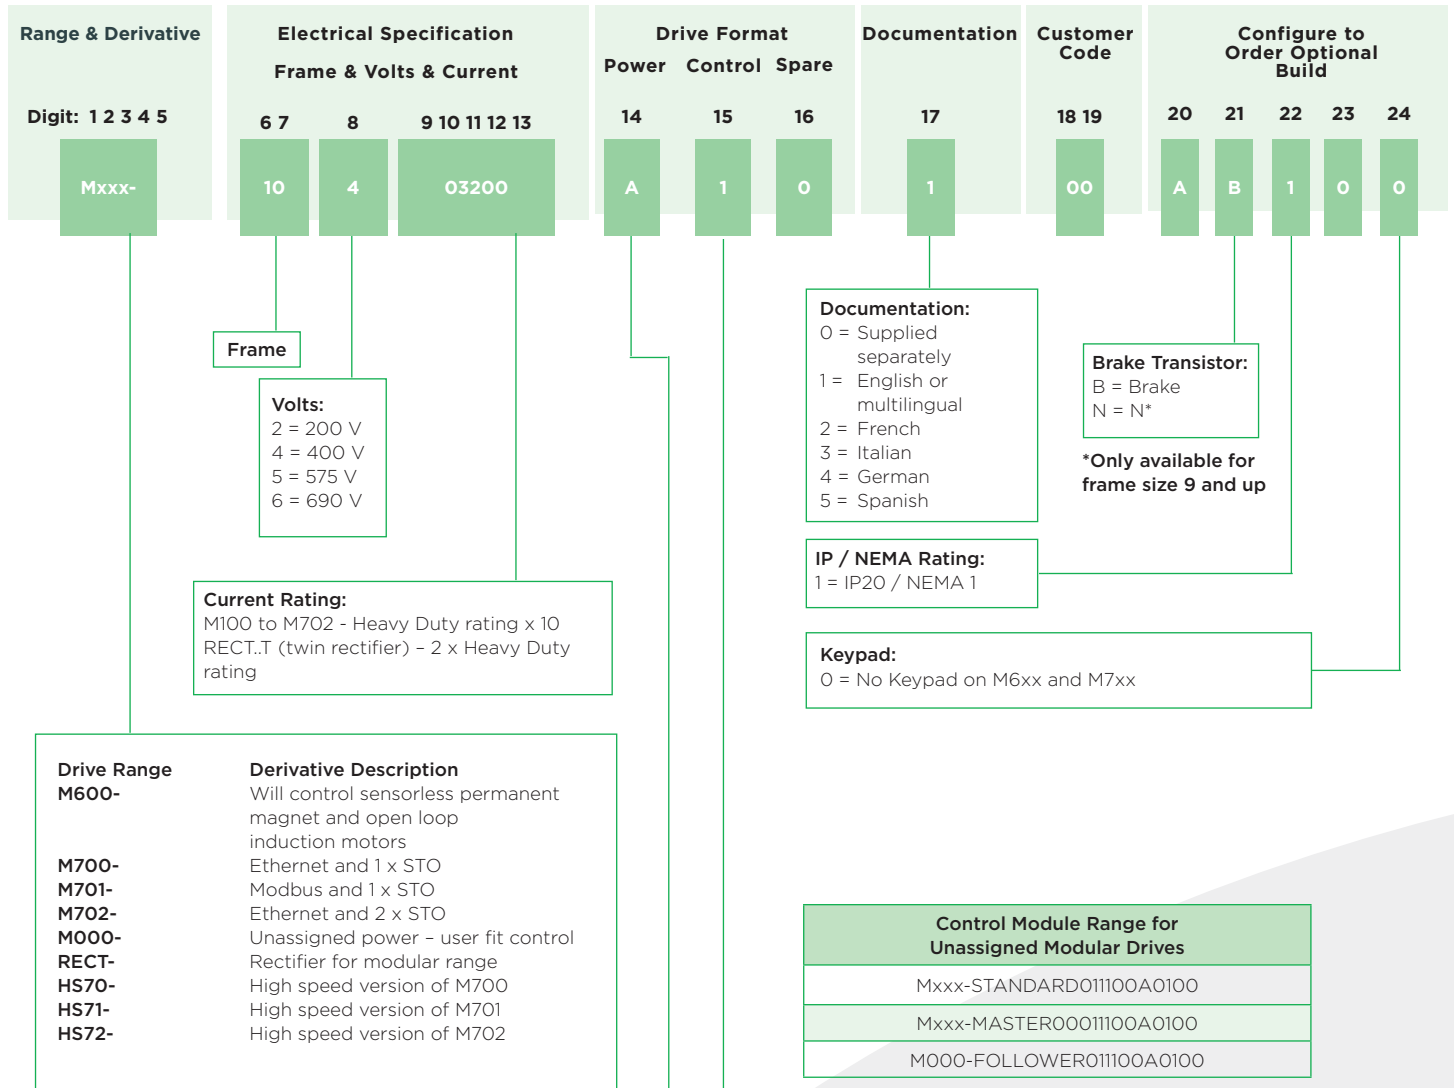 Range & Derivative
Digit: 1 2 3 4 5
Mxxx-
Electrical Specification
Frame & Volts & Current
6 7 8 9 10 11 12 13
10 4 03200
Drive Format
Power Control Spare
14 15 16
A 1 0
Documentation
17
1
Customer
Code
18 19
00
Configure to
Order Optional
Build
20 21 22 23 24
A B 1 0 0
Frame
Volts:
2 = 200 V
4 = 400 V
5 = 575 V
6 = 690 V
Current Rating:
M100 to M702 - Heavy Duty rating x 10
RECT..T (twin rectifier) – 2 x Heavy Duty
rating
Documentation:
0 = Supplied
separately
1 = English or
multilingual
2 = French
3 = Italian
4 = German
5 = Spanish
Brake Transistor:
B = Brake
N = N*
*Only available for
frame size 9 and up
IP / NEMA Rating:
1 = IP20 / NEMA 1
Keypad:
0 = No Keypad on M6xx and M7xx
Drive Range Derivative Description
M600- Will control sensorless permanent
magnet and open loop
induction motors
M700- Ethernet and 1 x STO
M701- Modbus and 1 x STO
M702- Ethernet and 2 x STO
M000- Unassigned power – user fit control
RECT- Rectifier for modular range
HS70- High speed version of M700
HS71- High speed version of M701
HS72- High speed version of M702
Control Module Range for
Unassigned Modular Drives
Mxxx-STANDARD011100A0100
Mxxx-MASTER00011100A0100
M000-FOLLOWER011100A0100